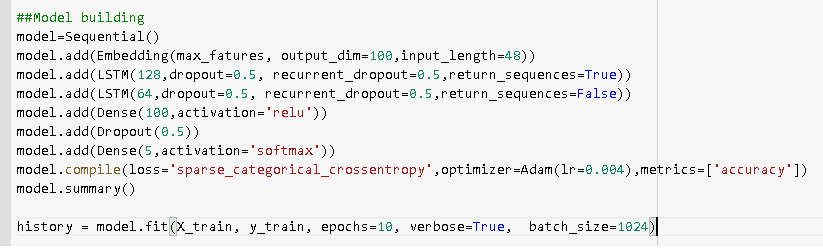 ##Model building
model=Sequential()
model.add(Embedding(max_fatures, output_dim=100,input_length=48))
model.add(LSTM(128,dropout=0.5, recurrent_dropout=0.5,return_sequences=True))
model.add(LSTM(64,dropout=0.5, recurrent_dropout=0.5,return_sequences=False))
model.add(Dense(100,activation='relu'))
model.add(Dropout(0.5))
model.add(Dense(5,activation='softmax'))
model.compile(loss='sparse_categorical_crossentropy',optimizer=Adam(lr=0.004),metrics=['accuracy'])
model.summary()
history = model.fit(X_train, y_train, epochs=10, verbose=True,  batch_size=1024)